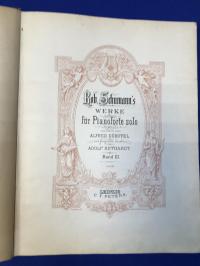 Rob. Schumann's
WERKE
für Pianoforte solo
ALFRED DÖRFFEL
ADOLF RUTHARDT
Band III
LEIPZIG
C. F. PETERS.